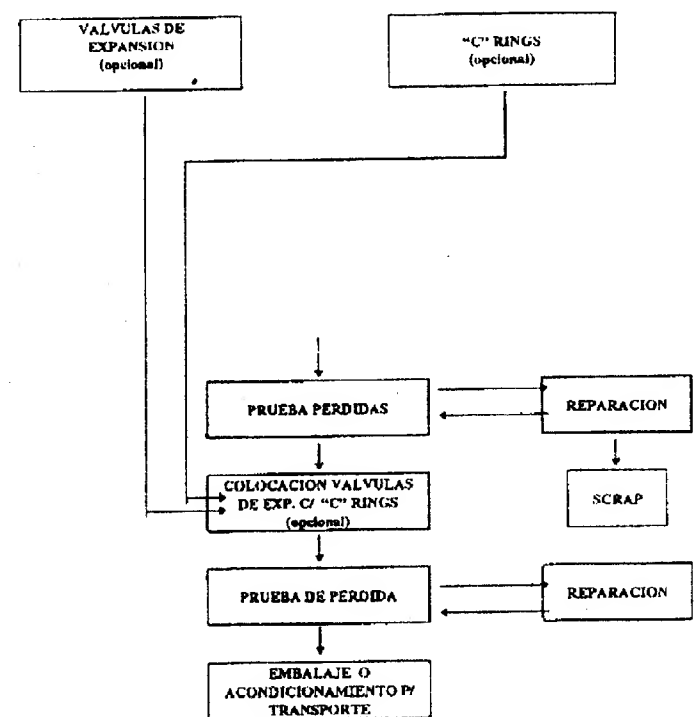 VALVULAS DE
EXPANSION
(opcional)
"C" RINGS
(opcional)
PRUEBA PERDIDAS
REPARACION
COLOCACION VALVULAS
DE EXP. C/ "C" RINGS
(opcional)
SCRAP
PRUEBA DE PERDIDA
REPARACION
EMBALAJE O
ACONDICIONAMIENTO P/
TRANSPORTE